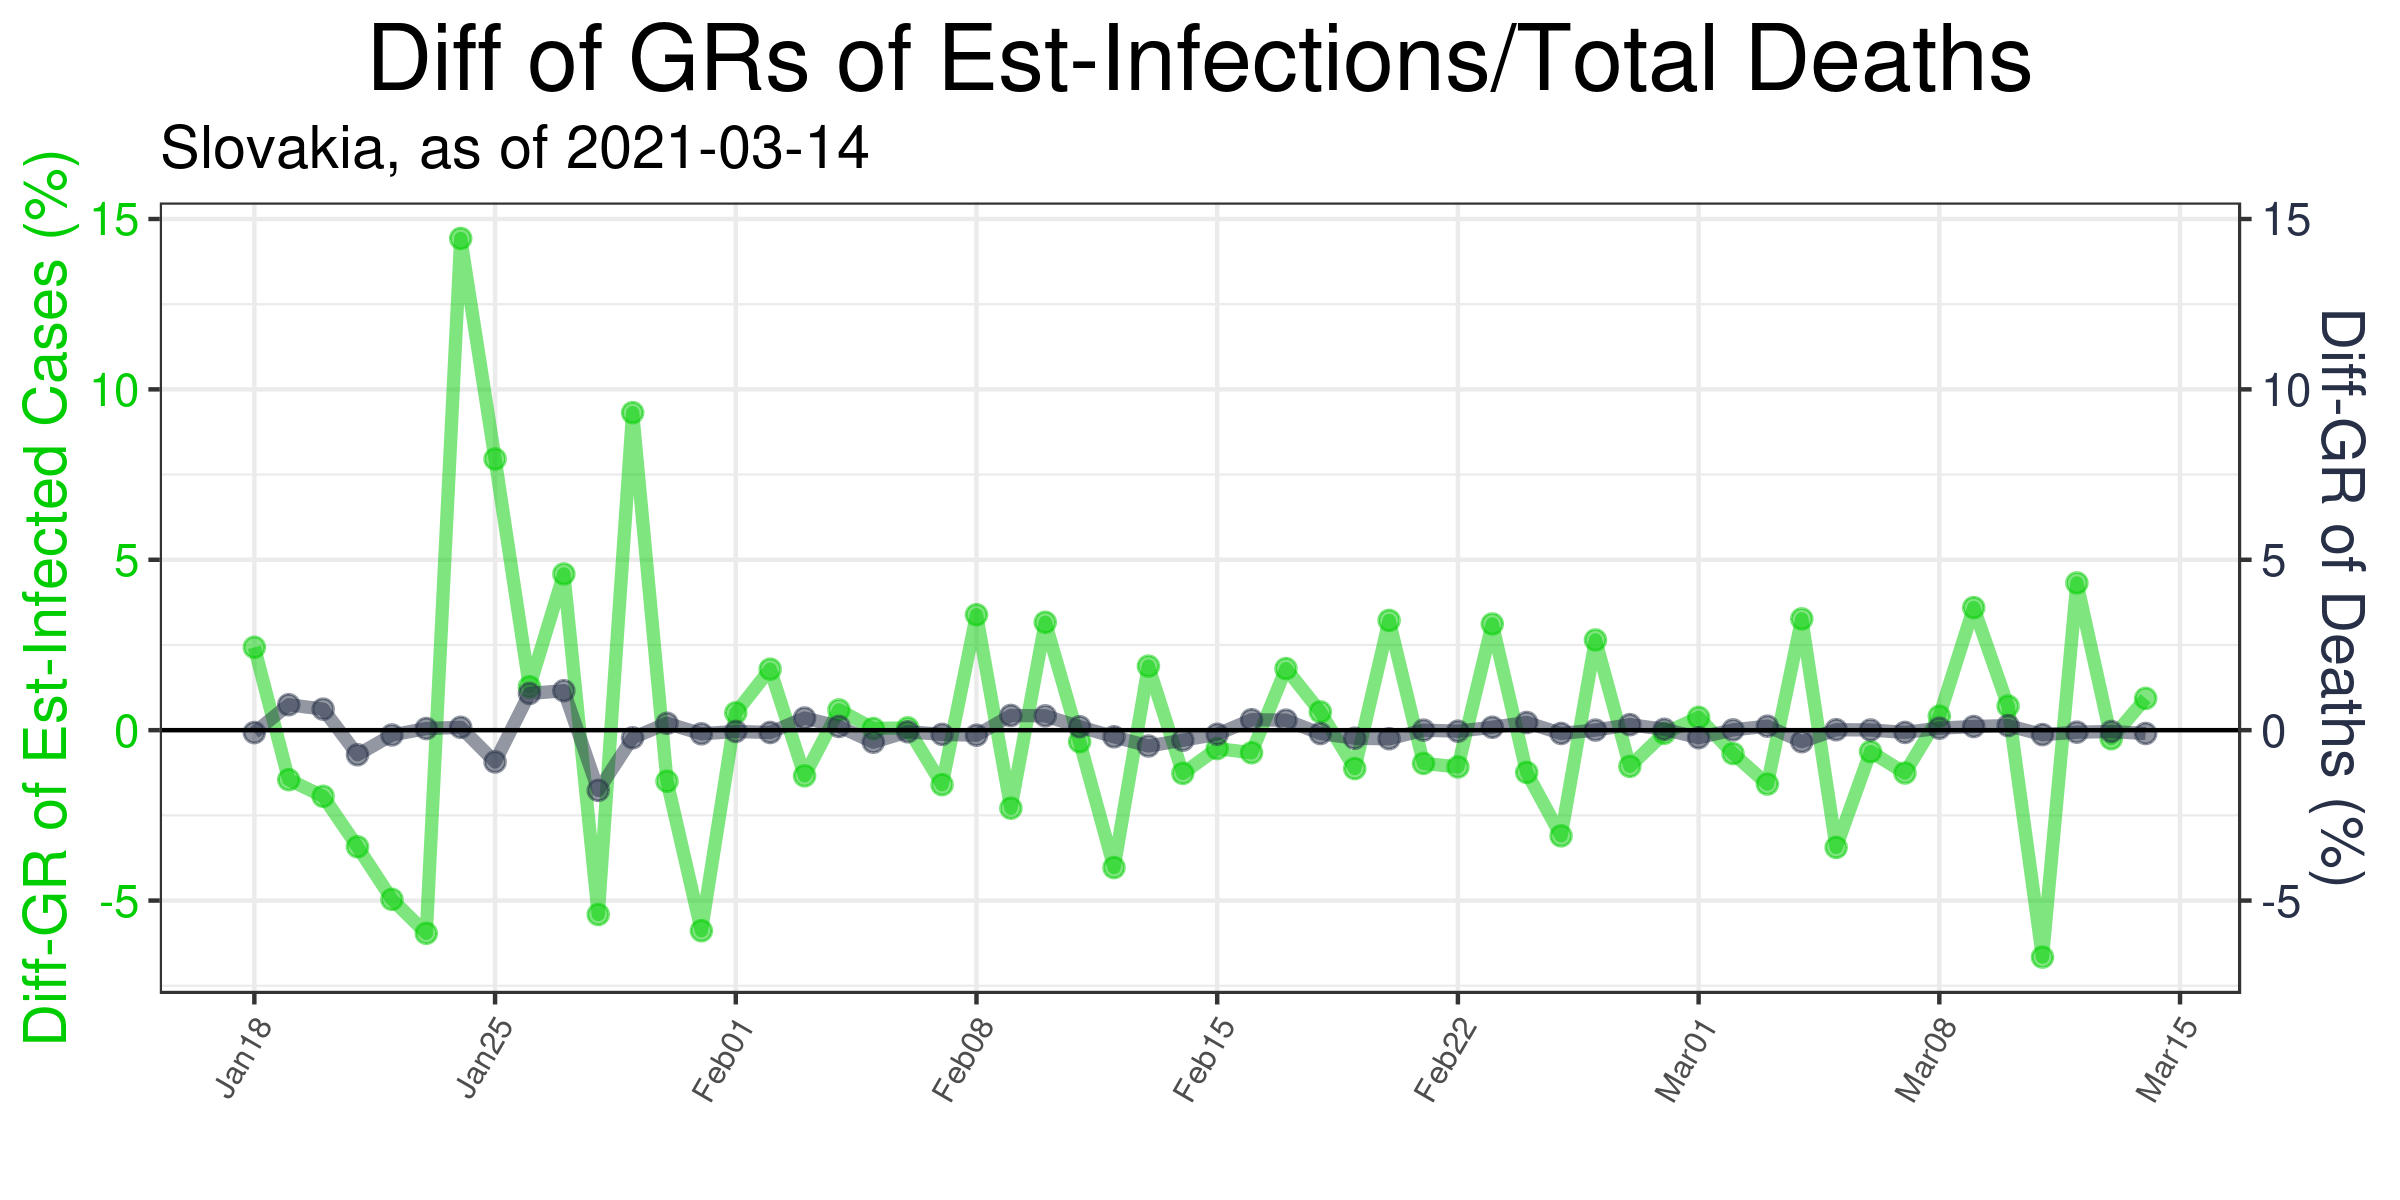 Diff of GRs of Est-Infections/Total Deaths
Slovakia, as of 2021-03-14
Diff-GR of Est-Infected Cases (%)
15
10
5
0
-5
15
10
5
0
-5
Diff-GR of Deaths (%)
Jan18
Jan25
Feb01
Feb08
Feb15
Feb22
Mar01
Mar08
Mar15